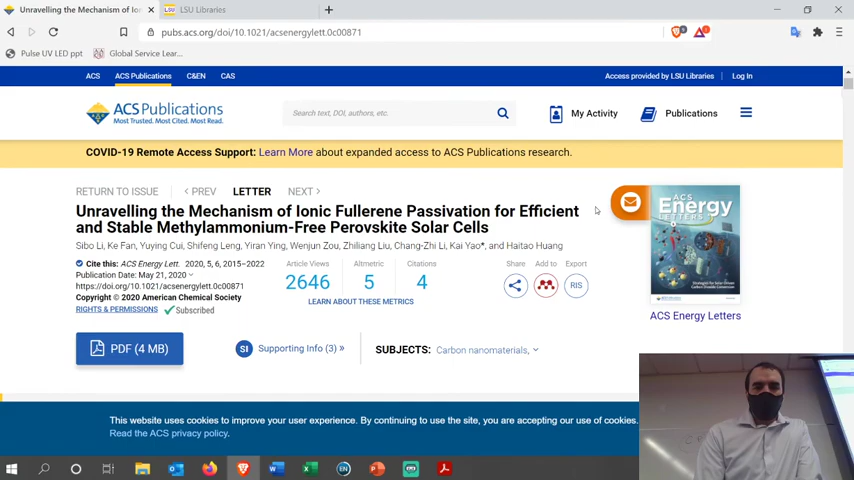 Unravelling the Mechanism of Ion
LSU Libraries
pubs.acs.org/doi/10.1021/acsenergylett.0c00871
Pulse UV LED ppt
Global Service Lear...
ACS
ACS Publications
C&EN
CAS
Access provided by LSU Libraries
Log In
ACS Publications
Most Trusted. Most Cited. Most Read.
Search text, DOI, authors, etc.
My Activity
Publications
COVID-19 Remote Access Support: Learn More about expanded access to ACS Publications research.
RETURN TO ISSUE
< PREV
LETTER
NEXT >
Unravelling the Mechanism of Ionic Fullerene Passivation for Efficient
and Stable Methylammonium-Free Perovskite Solar Cells
Sibo Li, Ke Fan, Yuying Cui, Shifeng Leng, Yiran Ying, Wenjun Zou, Zhiliang Liu, Chang-Zhi Li, Kai Yao*, and Haitao Huang
Cite this: ACS Energy Lett. 2020, 5, 6, 2015–2022
Publication Date: May 21, 2020
https://doi.org/10.1021/acsenergylett.0c00871
Copyright © 2020 American Chemical Society
RIGHTS & PERMISSIONS
Subscribed
Article Views
2646
Altmetric
5
Citations
4
LEARN ABOUT THESE METRICS
Share
Add to
Export
RIS
ACS
Energy
LETTERS
ACS Energy Letters
PDF (4 MB)
SI
Supporting Info (3) »
SUBJECTS:
Carbon nanomaterials,
This website uses cookies to improve your user experience. By continuing to use the site, you are accepting our use of cookies.
Read the ACS privacy policy.
EN